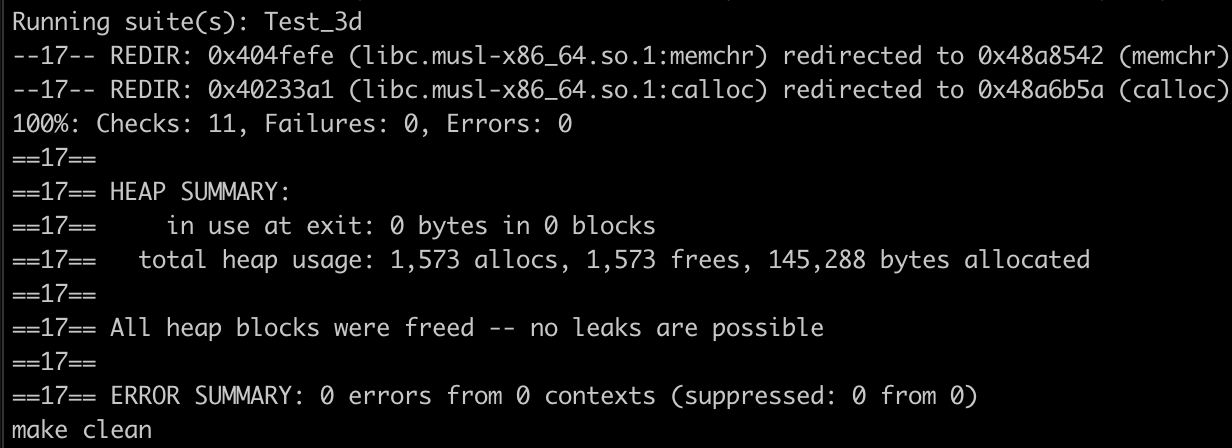 Running suite(s): Test_3d
--17-- REDIR: 0x404fefe (libc.musl-x86_64.so.1:memchr) redirected to 0x48a8542 (memchr)
--17-- REDIR: 0x40233a1 (libc.musl-x86_64.so.1:calloc) redirected to 0x48a6b5a (calloc)
100%: Checks: 11, Failures: 0, Errors: 0
==17==
==17== HEAP SUMMARY:
==17==     in use at exit: 0 bytes in 0 blocks
==17==   total heap usage: 1,573 allocs, 1,573 frees, 145,288 bytes allocated
==17==
==17== All heap blocks were freed -- no leaks are possible
==17==
==17== ERROR SUMMARY: 0 errors from 0 contexts (suppressed: 0 from 0)
make clean